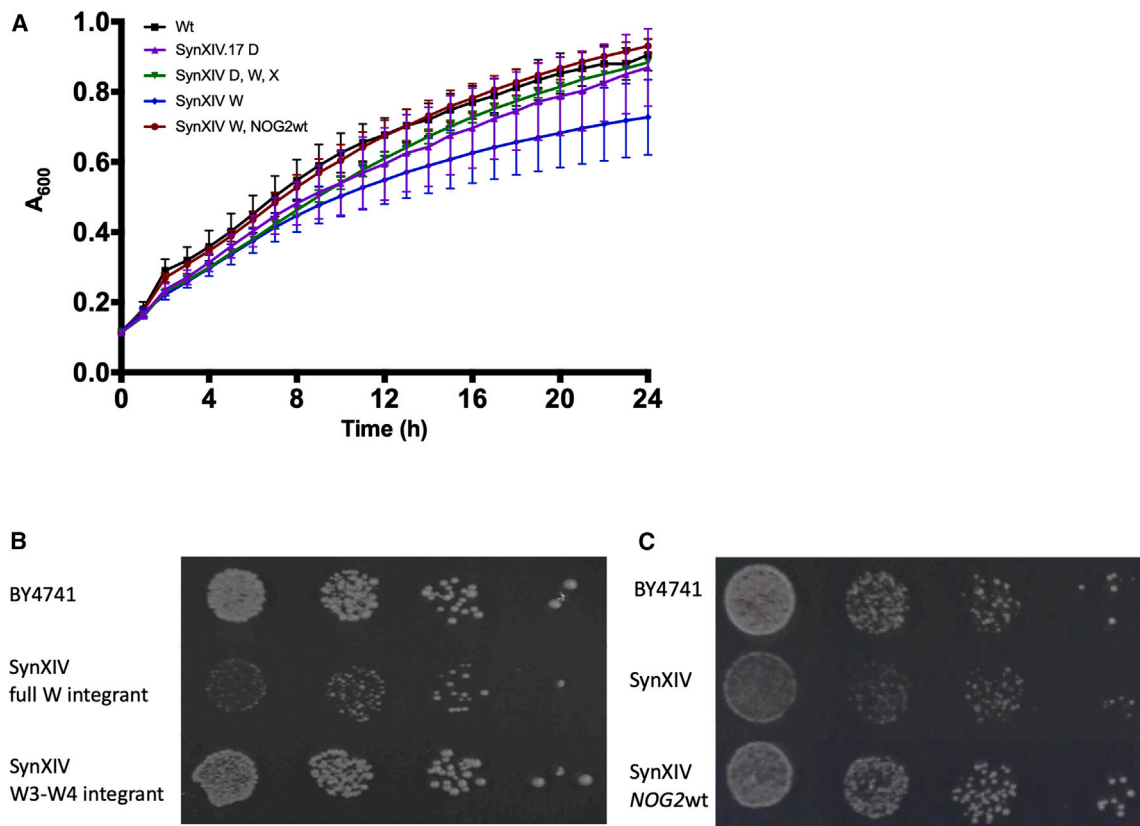 A
Wt
SynXIV.17 D
SynXIV D, W, X
SynXIV W
SynXIV W, NOG2wt
1.0
0.8
0.6
0.4
0.2
0.0
A600
0 4 8 12 16 20 24
Time (h)
B
BY4741
SynXIV
full W integrant
SynXIV
W3-W4 integrant
C
BY4741
SynXIV
SynXIV
NOG2wt